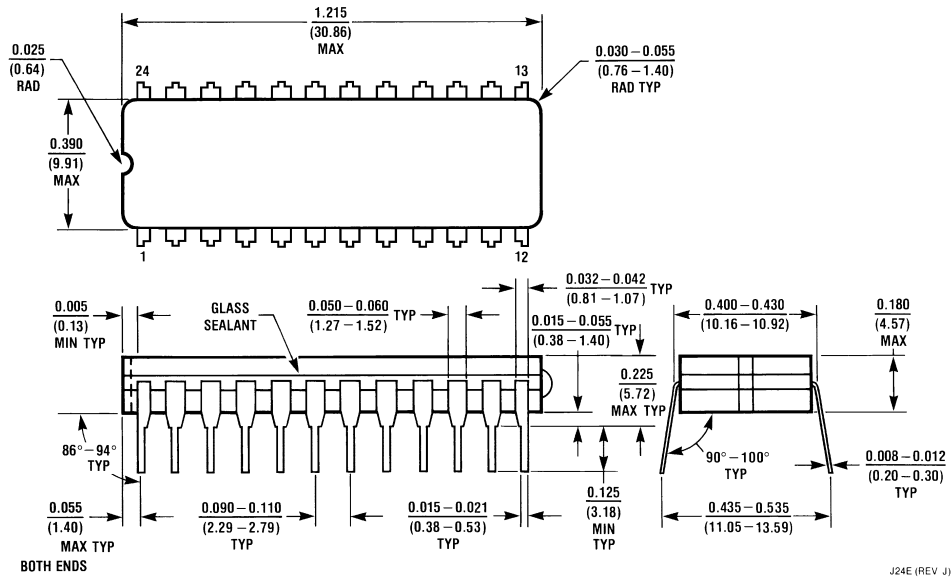 1.215
(30.86)
MAX
0.025
(0.64)
RAD
24
13
0.030 – 0.055
(0.76 – 1.40)
RAD TYP
0.390
(9.91)
MAX
1
12
0.005
(0.13)
MIN TYP
GLASS
SEALANT
0.050 – 0.060
(1.27 – 1.52)
TYP
0.032 – 0.042
(0.81 – 1.07)
TYP
0.015 – 0.055
(0.38 – 1.40)
TYP
0.225
(5.72)
MAX TYP
0.400 – 0.430
(10.16 – 10.92)
0.180
(4.57)
MAX
86° – 94°
TYP
90° – 100°
TYP
0.008 – 0.012
(0.20 – 0.30)
TYP
0.055
(1.40)
MAX TYP
BOTH ENDS
0.090 – 0.110
(2.29 – 2.79)
TYP
0.015 – 0.021
(0.38 – 0.53)
TYP
0.125
(3.18)
MIN
TYP
0.435 – 0.535
(11.05 – 13.59)
J24E (REV J)